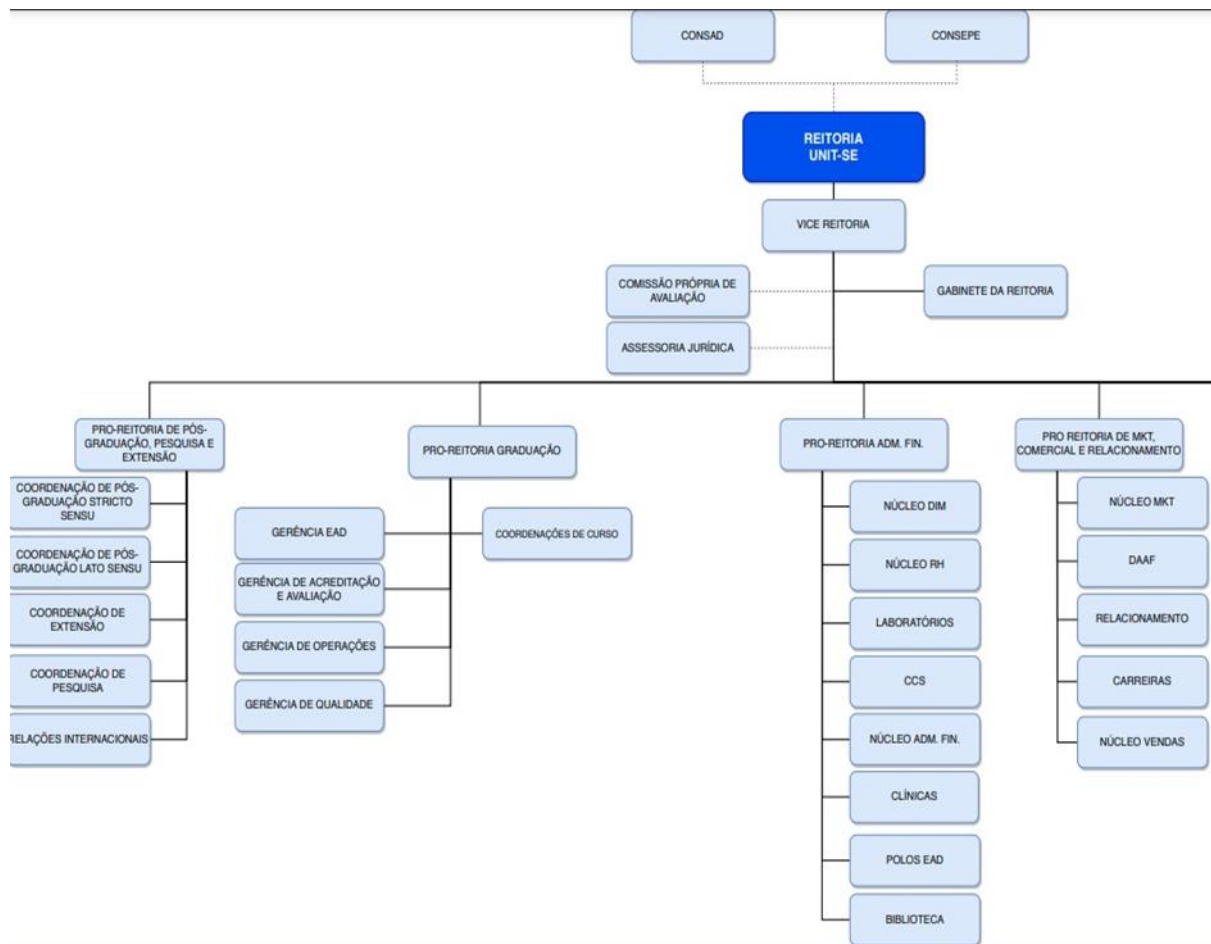 CONSAD
CONSEPE
REITORIA
UNIT-SE
VICE REITORIA
COMISSÃO PRÓPRIA DE
AVALIAÇÃO
GABINETE DA REITORIA
ASSESSORIA JURÍDICA
PRO-REITORIA DE PÓS-
GRADUAÇÃO, PESQUISA E
EXTENSÃO
COORDENAÇÃO DE PÓS-
GRADUAÇÃO STRICTO
SENSU
COORDENAÇÃO DE PÓS-
GRADUAÇÃO LATO SENSU
COORDENAÇÃO DE
EXTENSÃO
COORDENAÇÃO DE
PESQUISA
RELAÇÕES INTERNACIONAIS
PRO-REITORIA GRADUAÇÃO
GERÊNCIA EAD
COORDENAÇÕES DE CURSO
GERÊNCIA DE ACREDITAÇÃO
E AVALIAÇÃO
GERÊNCIA DE OPERAÇÕES
GERÊNCIA DE QUALIDADE
PRO-REITORIA ADM. FIN.
NÚCLEO DIM
NÚCLEO RH
LABORATÓRIOS
CCS
NÚCLEO ADM. FIN.
CLÍNICAS
POLOS EAD
BIBLIOTECA
PRO REITORIA DE MKT,
COMERCIAL E RELACIONAMENTO
NÚCLEO MKT
DAAF
RELACIONAMENTO
CARREIRAS
NÚCLEO VENDAS